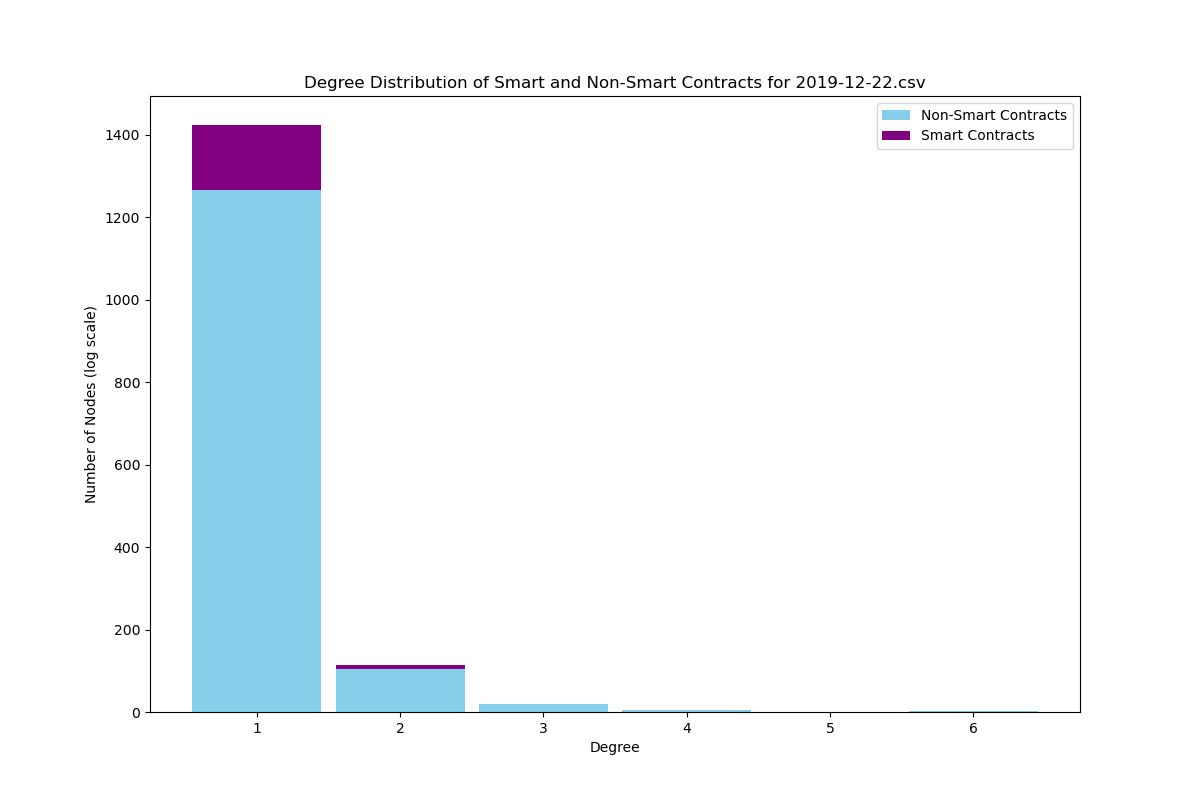 Degree Distribution of Smart and Non-Smart Contracts for 2019-12-22.csv
Non-Smart Contracts
Smart Contracts
Number of Nodes (log scale)
1400
1200
1000
800
600
400
200
0
1 2 3 4 5 6
Degree